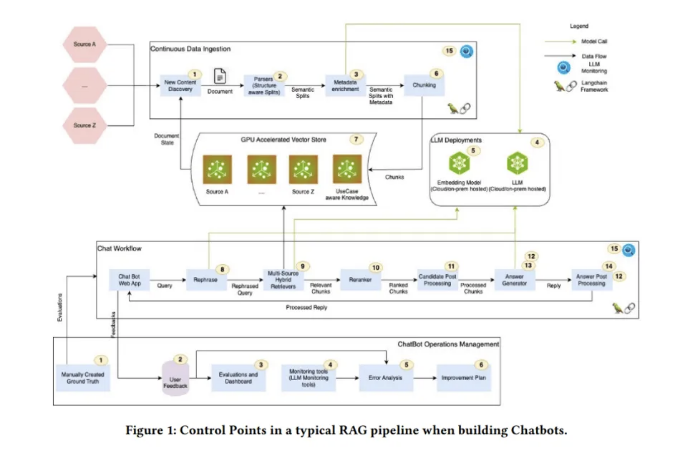 Legend
Model Call
Data Flow
LLM
Monitoring
Langchain
Framework
Source A
....
Source Z
Continuous Data Ingestion
15
1
New Content
Discovery
Document
2
Parsers
(Structure
aware Splits)
Semantic
Splits
3
Metadata
enrichment
Semantic
Splits with
Metadata
6
Chunking
Document
State
GPU Accelerated Vector Store
7
Source A
....
Source Z
UseCase
aware Knowledge
Chunks
LLM Deployments
4
5
Embedding Model
(Cloud/on-prem hosted)
LLM
(Cloud/on-prem hosted)
Chat Workflow
15
Chat Bot
Web App
Query
8
Rephrase
Rephrased
Query
9
Multi-Source
Hybrid
Retrievers
Relevant
Chunks
10
Reranker
Ranked
Chunks
11
Candidate Post
Processing
Processed
Chunks
12
13
Answer
Generator
Reply
14
Answer Post
Processing
12
Processed Reply
Evaluations
Feedbacks
ChatBot Operations Management
1
Manually Created
Ground Truth
2
User
Feedback
3
Evaluations and
Dashboard
4
Monitoring tools
(LLM Monitoring
tools)
5
Error Analysis
6
Improvement Plan
Figure 1: Control Points in a typical RAG pipeline when building Chatbots.